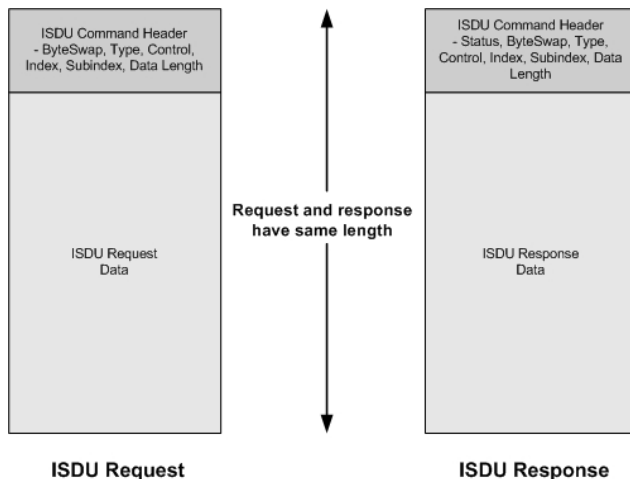 ISDU Command Header
- ByteSwap, Type, Control,
Index, Subindex, Data Length
ISDU Request
Data
ISDU Request
Request and response
have same length
ISDU Command Header
- Status, ByteSwap, Type,
Control, Index, Subindex, Data
Length
ISDU Response
Data
ISDU Response